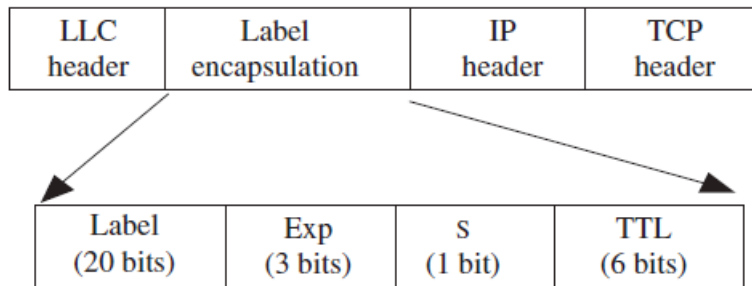 LLC Label IP TCP
header encapsulation header header
Label Exp S TTL
(20 bits) (3 bits) (1 bit) (6 bits)